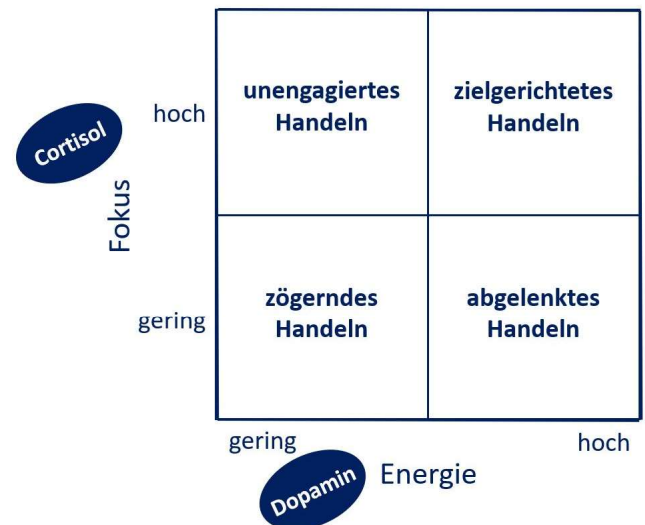 unengagiertes
Handeln
zielgerichtetes
Handeln
hoch
Cortisol
Fokus
zögerndes
Handeln
abgelenktes
Handeln
gering
gering
hoch
Dopamin
Energie